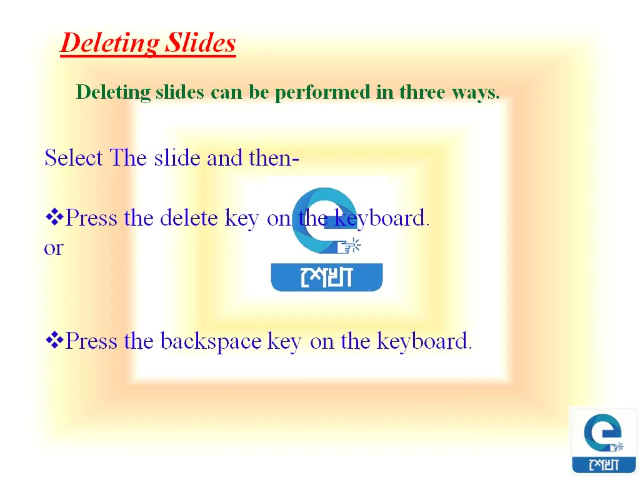 Deleting Slides
Deleting slides can be performed in three ways.
Select The slide and then-
❖Press the delete key on the keyboard.
or
শেখা
❖Press the backspace key on the keyboard.
শেখা